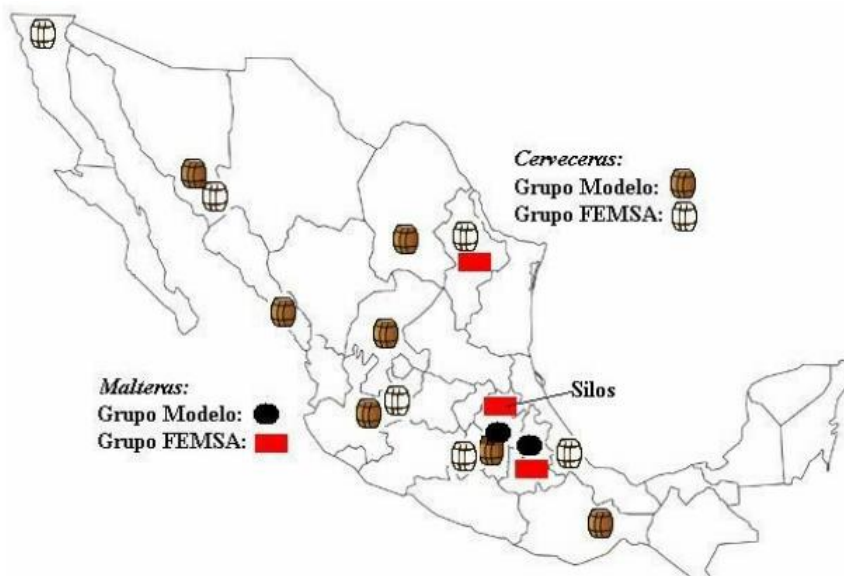 Cerveceras:
Grupo Modelo:
Grupo FEMSA:
Silos
Malteras:
Grupo Modelo:
Grupo FEMSA: